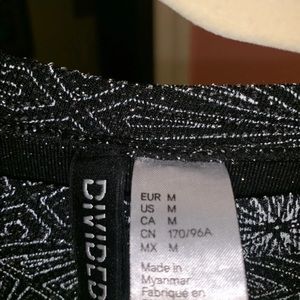 DIVIDED
EUR M
US M
CA M
CN 170/96A
MX M
Made in
Myanmar
Fabriqué en